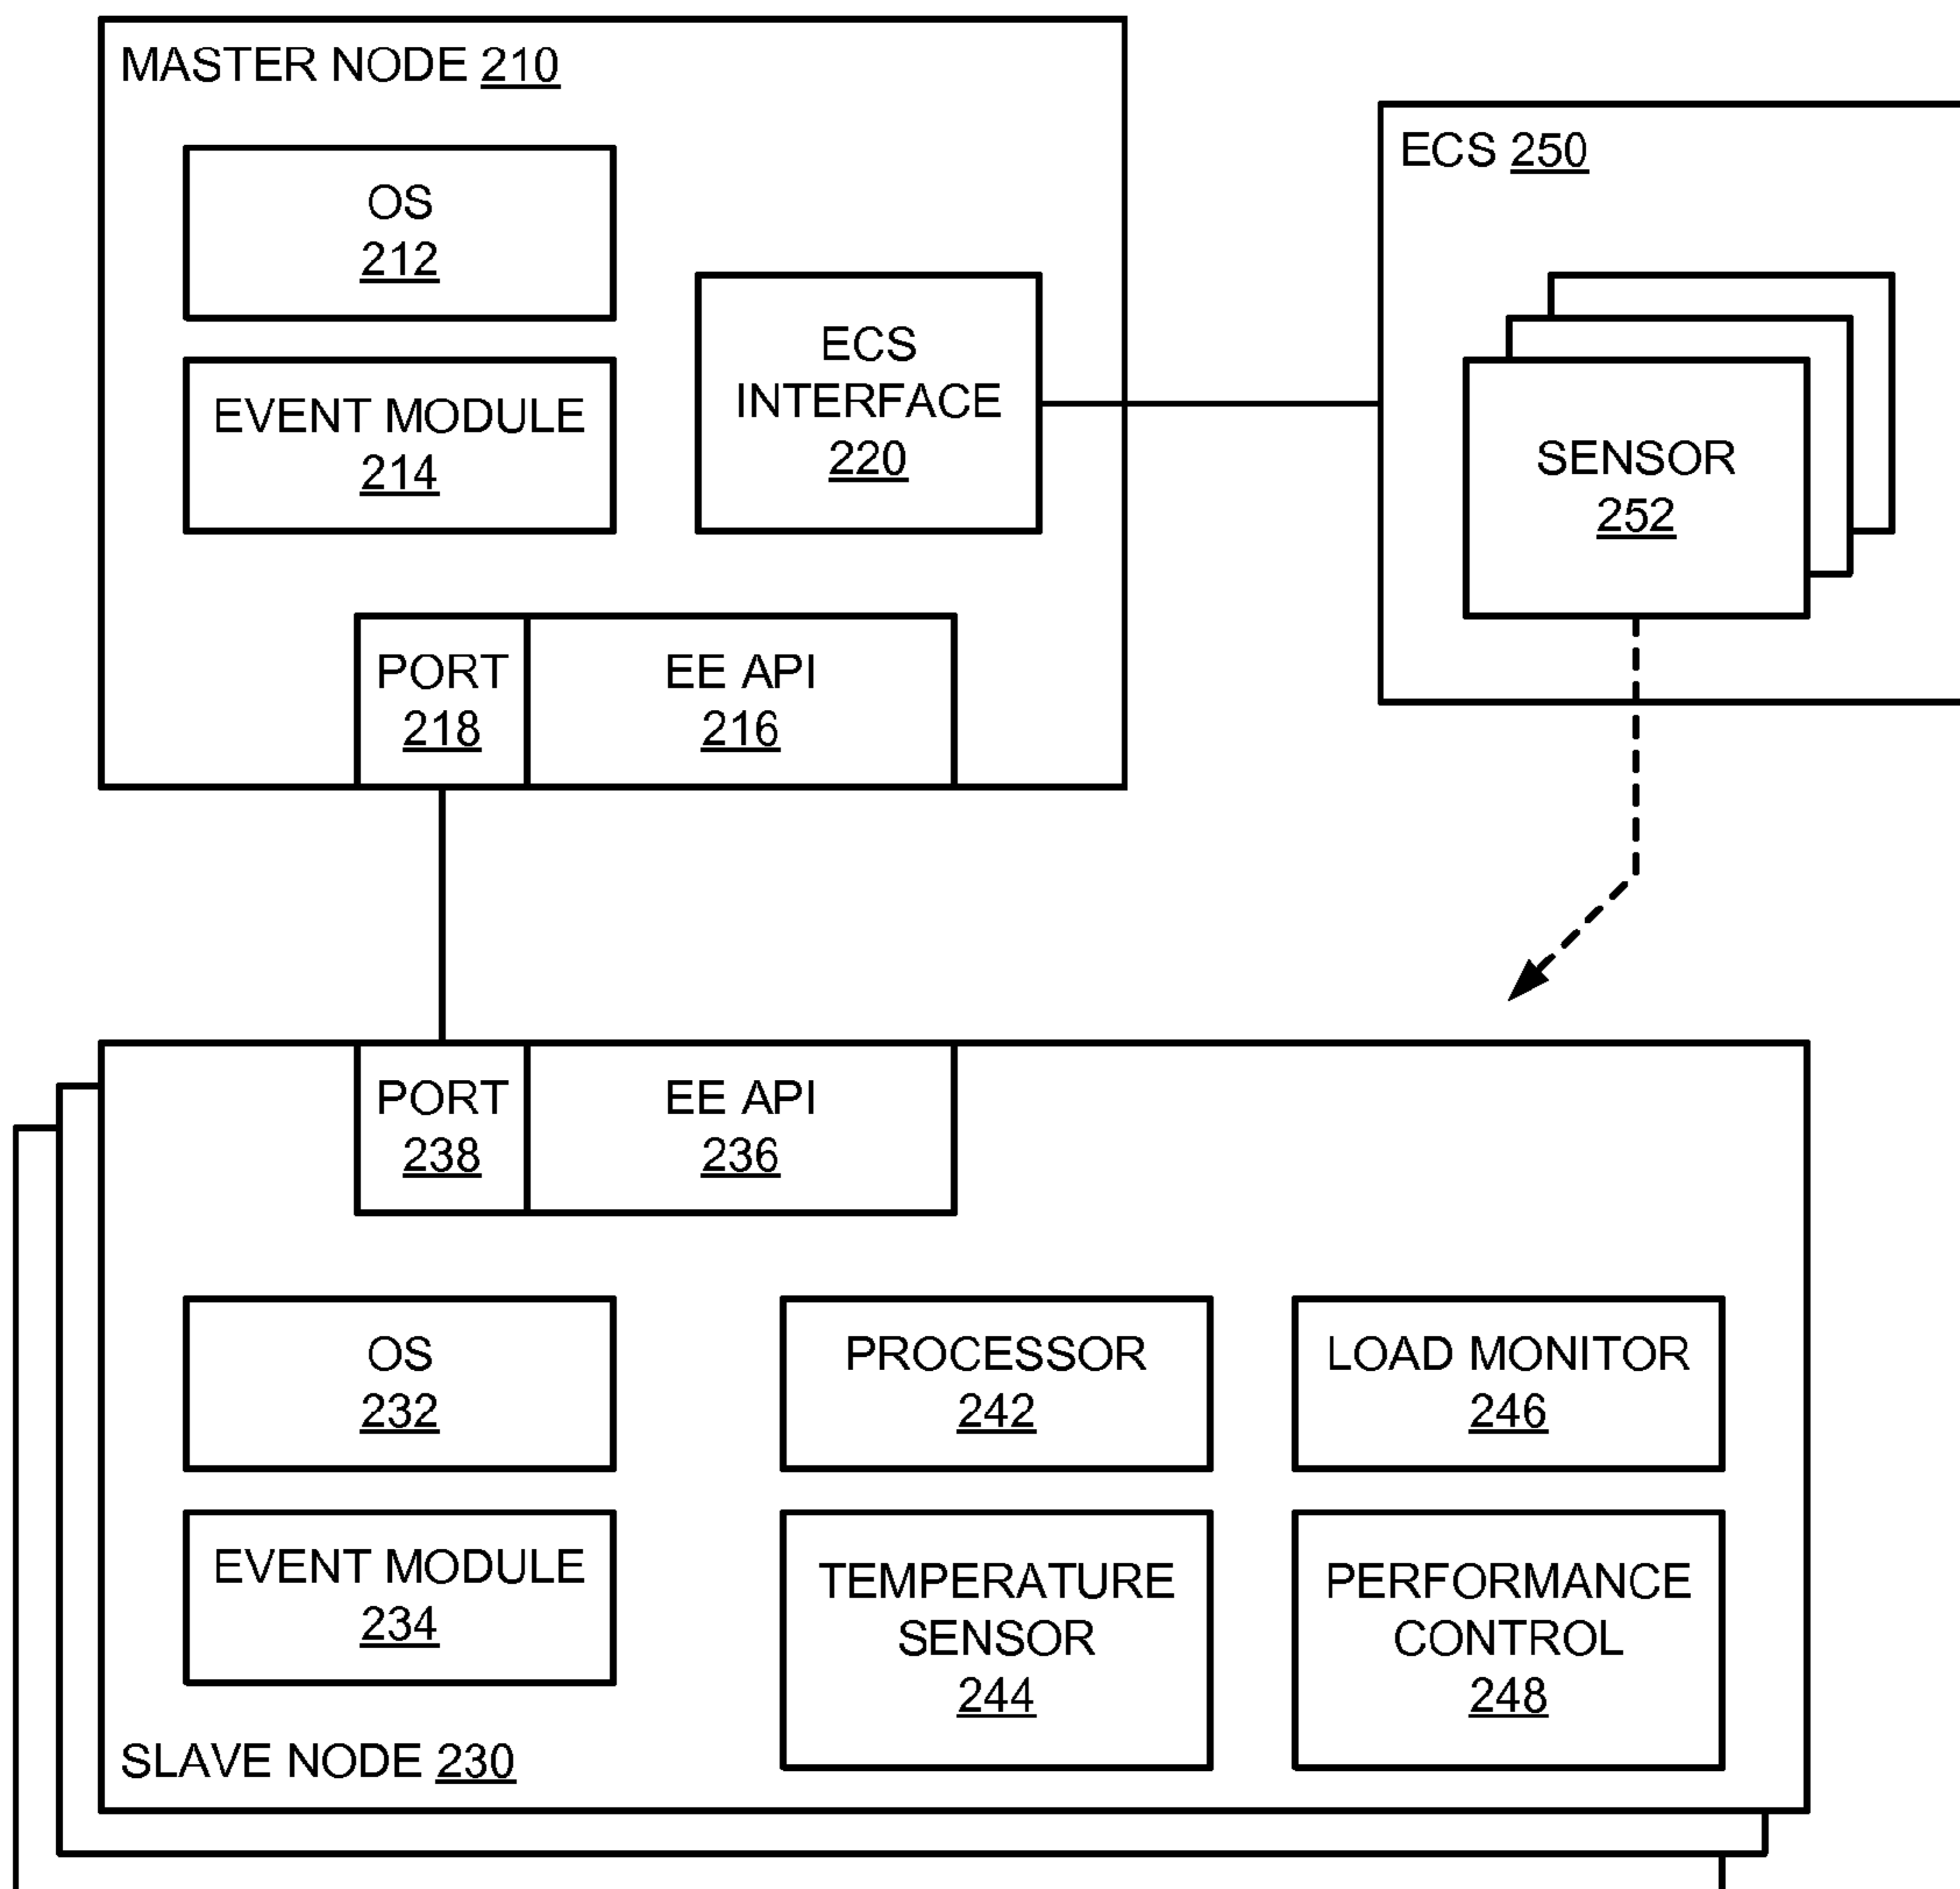 MASTER NODE 210
OS
212
EVENT MODULE
214
ECS
INTERFACE
220
PORT
218
EE API
216
ECS 250
SENSOR
252
PORT
238
EE API
236
OS
232
PROCESSOR
242
LOAD MONITOR
246
EVENT MODULE
234
TEMPERATURE
SENSOR
244
PERFORMANCE
CONTROL
248
SLAVE NODE 230